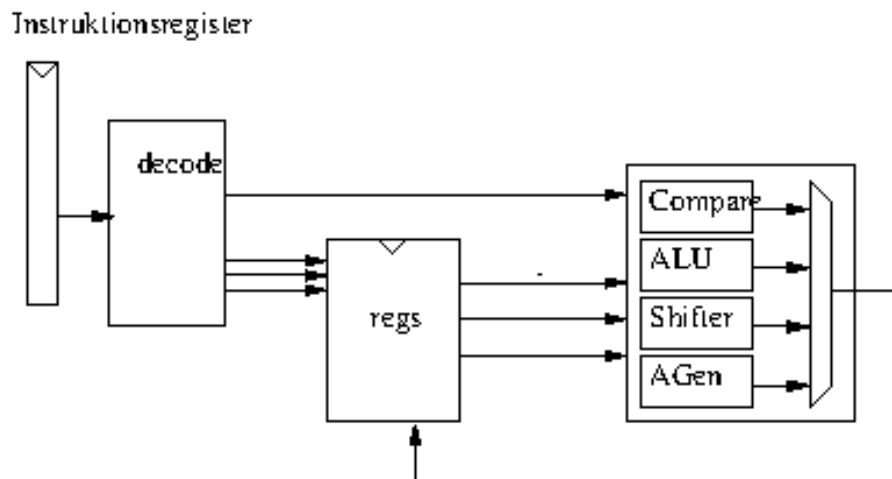 Instruktionsregister
decode
Compare
ALU
regs
Shifter
AGen